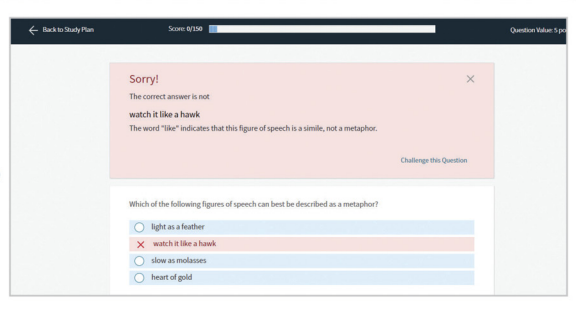 ← Back to Study Plan
Score: 0/150
Question Value: 5 po
Sorry!
The correct answer is not
watch it like a hawk
The word "like" indicates that this figure of speech is a simile, not a metaphor.
Challenge this Question
Which of the following figures of speech can best be described as a metaphor?
light as a feather
watch it like a hawk
slow as molasses
heart of gold